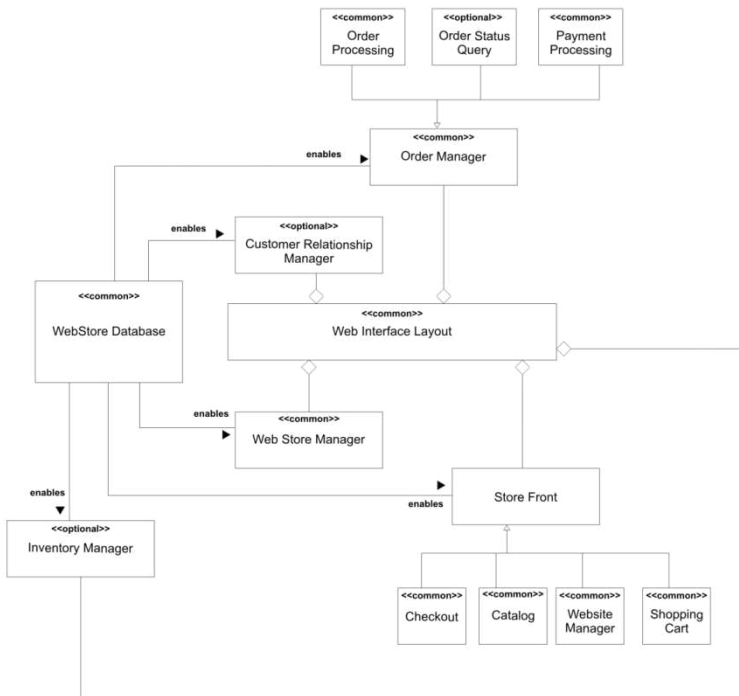 <<common>>
Order
Processing
<<optional>>
Order Status
Query
<<common>>
Payment
Processing
<<common>>
Order Manager
enables
<<optional>>
Customer Relationship
Manager
enables
<<common>>
WebStore Database
<<common>>
Web Interface Layout
enables
<<common>>
Web Store Manager
enables
Store Front
enables
<<optional>>
Inventory Manager
<<common>>
Checkout
<<common>>
Catalog
<<common>>
Website
Manager
<<common>>
Shopping
Cart